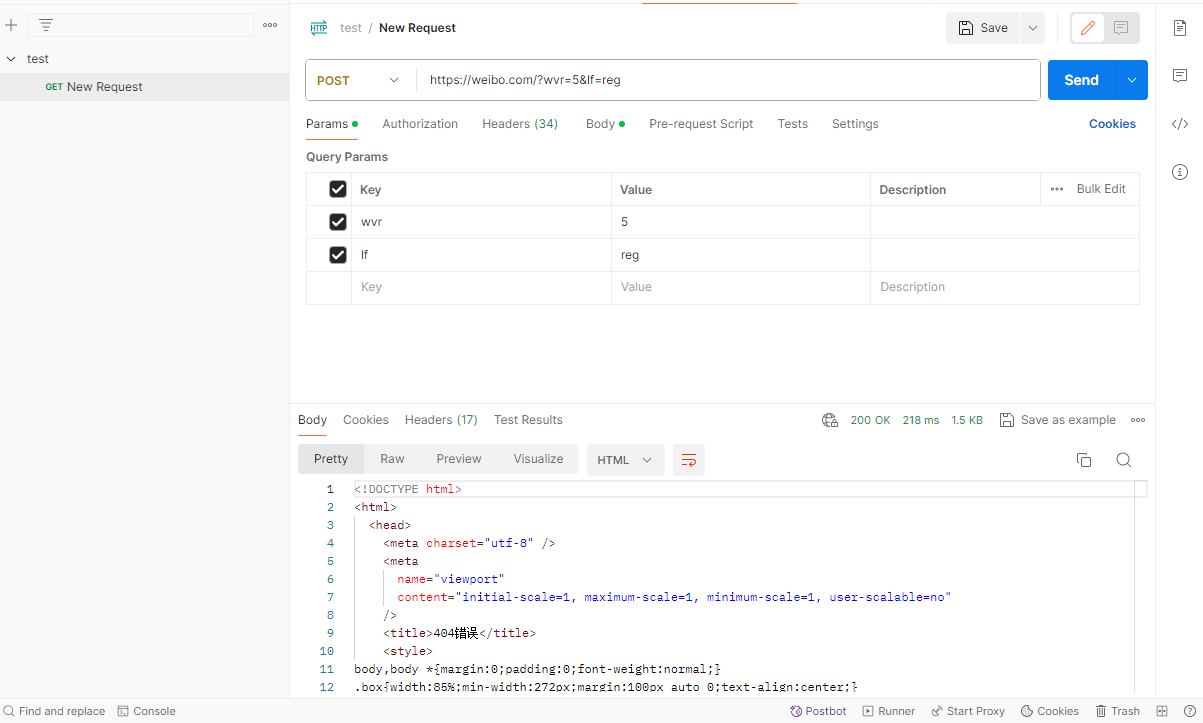 test / New Request
Save
test
GET New Request
POST https://weibo.com/?wvr=5&lf=reg Send
Params Authorization Headers (34) Body Pre-request Script Tests Settings Cookies
Query Params
Key Value Description Bulk Edit
wvr 5
lf reg
Key Value Description
Body Cookies Headers (17) Test Results 200 OK 218 ms 1.5 KB Save as example
Pretty Raw Preview Visualize HTML
1 <!DOCTYPE html>
2 <html>
3 <head>
4 <meta charset="utf-8" />
5 <meta
6 name="viewport"
7 content="initial-scale=1, maximum-scale=1, minimum-scale=1, user-scalable=no"
8 />
9 <title>404错误</title>
10 <style>
11 body,body *{margin:0;padding:0;font-weight:normal;}
12 .box{width:85%;min-width:272px;margin:100px auto 0;text-align:center;}
Find and replace Console Postbot Runner Start Proxy Cookies Trash